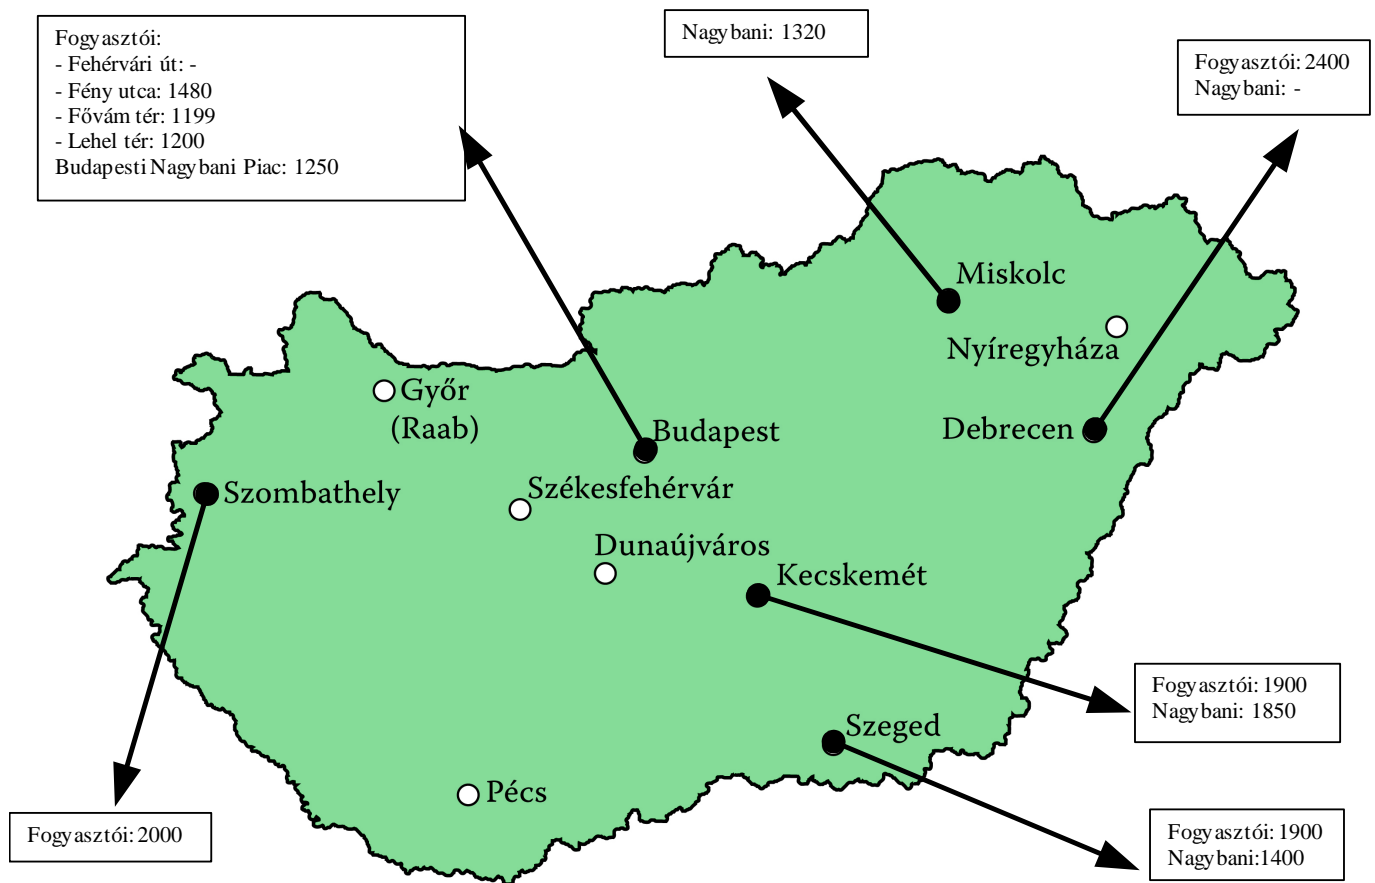 Fogyasztói:
- Fehérvári út: -
- Fény utca: 1480
- Fővám tér: 1199
- Lehel tér: 1200
Budapesti Nagybani Piac: 1250
Nagybani: 1320
Fogyasztói: 2400
Nagybani: -
Miskolc
Nyíregyháza
Győr
(Raab)
Budapest
Debrecen
Szombathely
Székesfehérvár
Dunaújváros
Kecskemét
Fogyasztói: 1900
Nagybani: 1850
Szeged
Pécs
Fogyasztói: 2000
Fogyasztói: 1900
Nagybani:1400